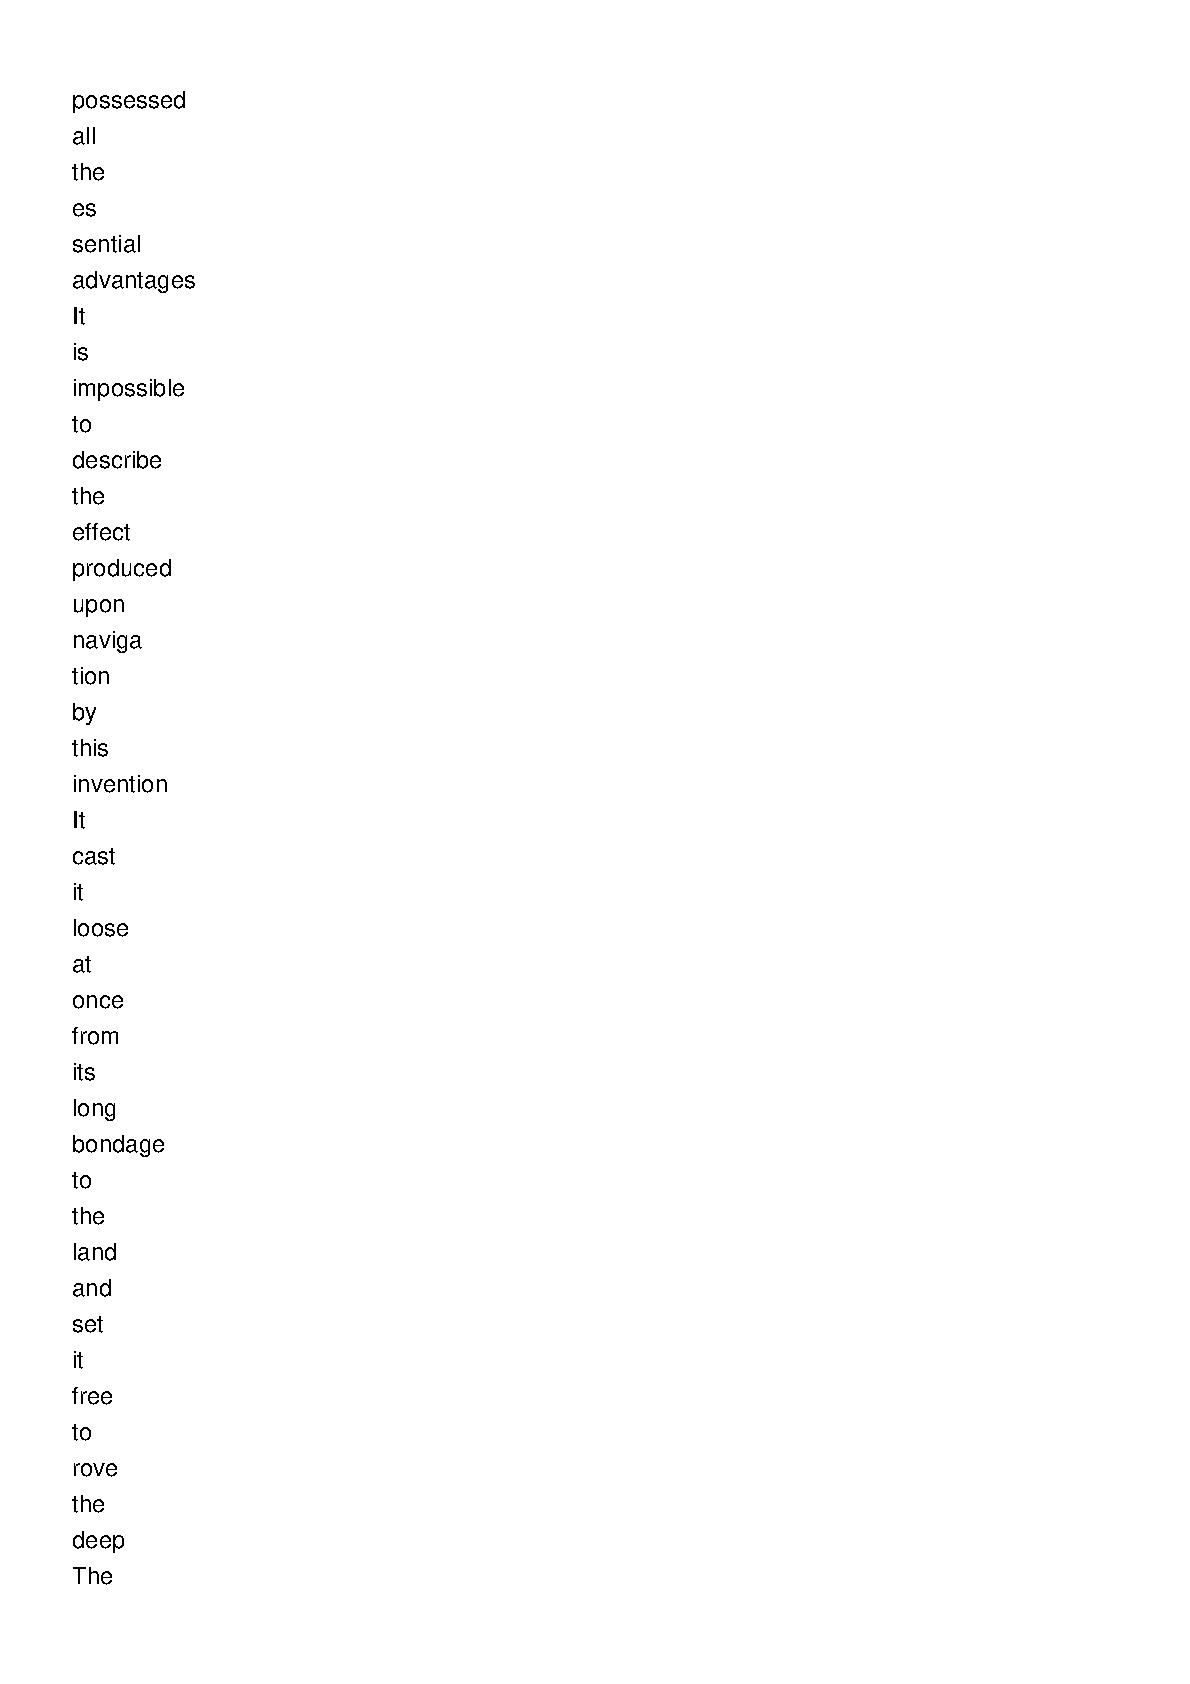 possessed
all
the
es
sential
advantages
It
is
impossible
to
describe
the
effect
produced
upon
naviga
tion
by
this
invention
It
cast
it
loose
at
once
from
its
long
bondage
to
the
land
and
set
it
free
to
rove
the
deep
The